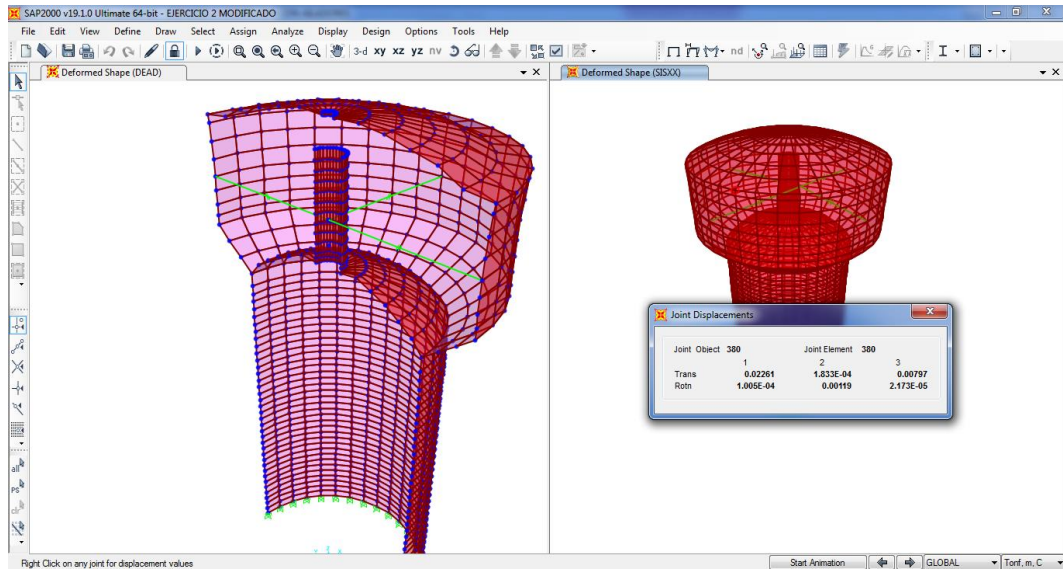 SAP2000 v19.1.0 Ultimate 64-bit - EJERCICIO 2 MODIFICADO
File Edit View Define Draw Select Assign Analyze Display Design Options Tools Help
3-d xy xz yz nv nd
Deformed Shape (DEAD)
Deformed Shape (SISXX)
Joint Displacements
Joint Object 380 Joint Element 380
1 2 3
Trans 0.02261 1.833E-04 0.00797
Rotn 1.005E-04 0.00119 2.173E-05
all
PS
clr
Right Click on any joint for displacement values
Start Animation
GLOBAL
Tonf, m, C